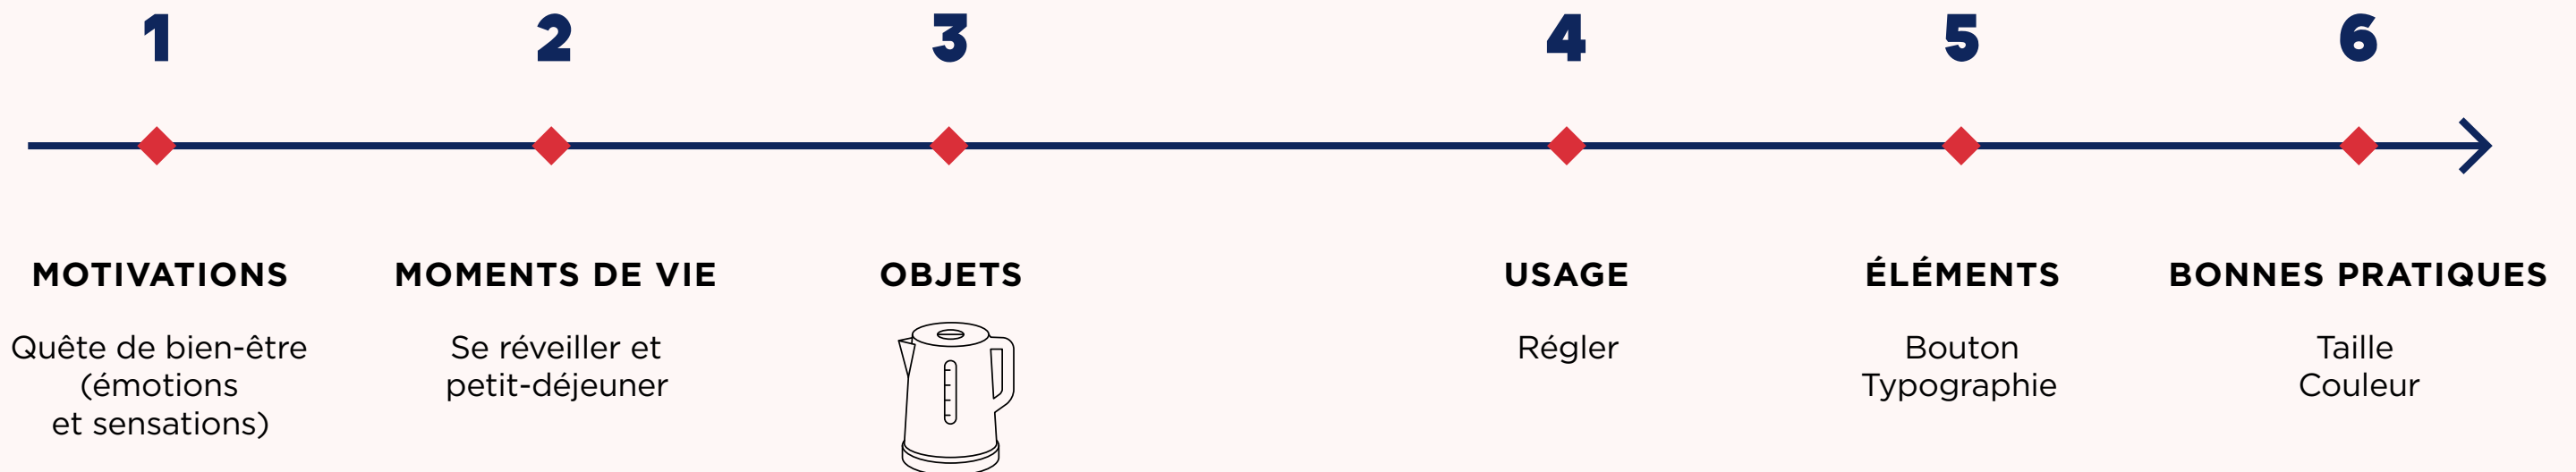 1
2
3
4
5
6
MOTIVATIONS
Quête de bien-être
(émotions
et sensations)
MOMENTS DE VIE
Se réveiller et
petit-déjeuner
OBJETS
USAGE
Régler
ÉLÉMENTS
Bouton
Typographie
BONNES PRATIQUES
Taille
Couleur